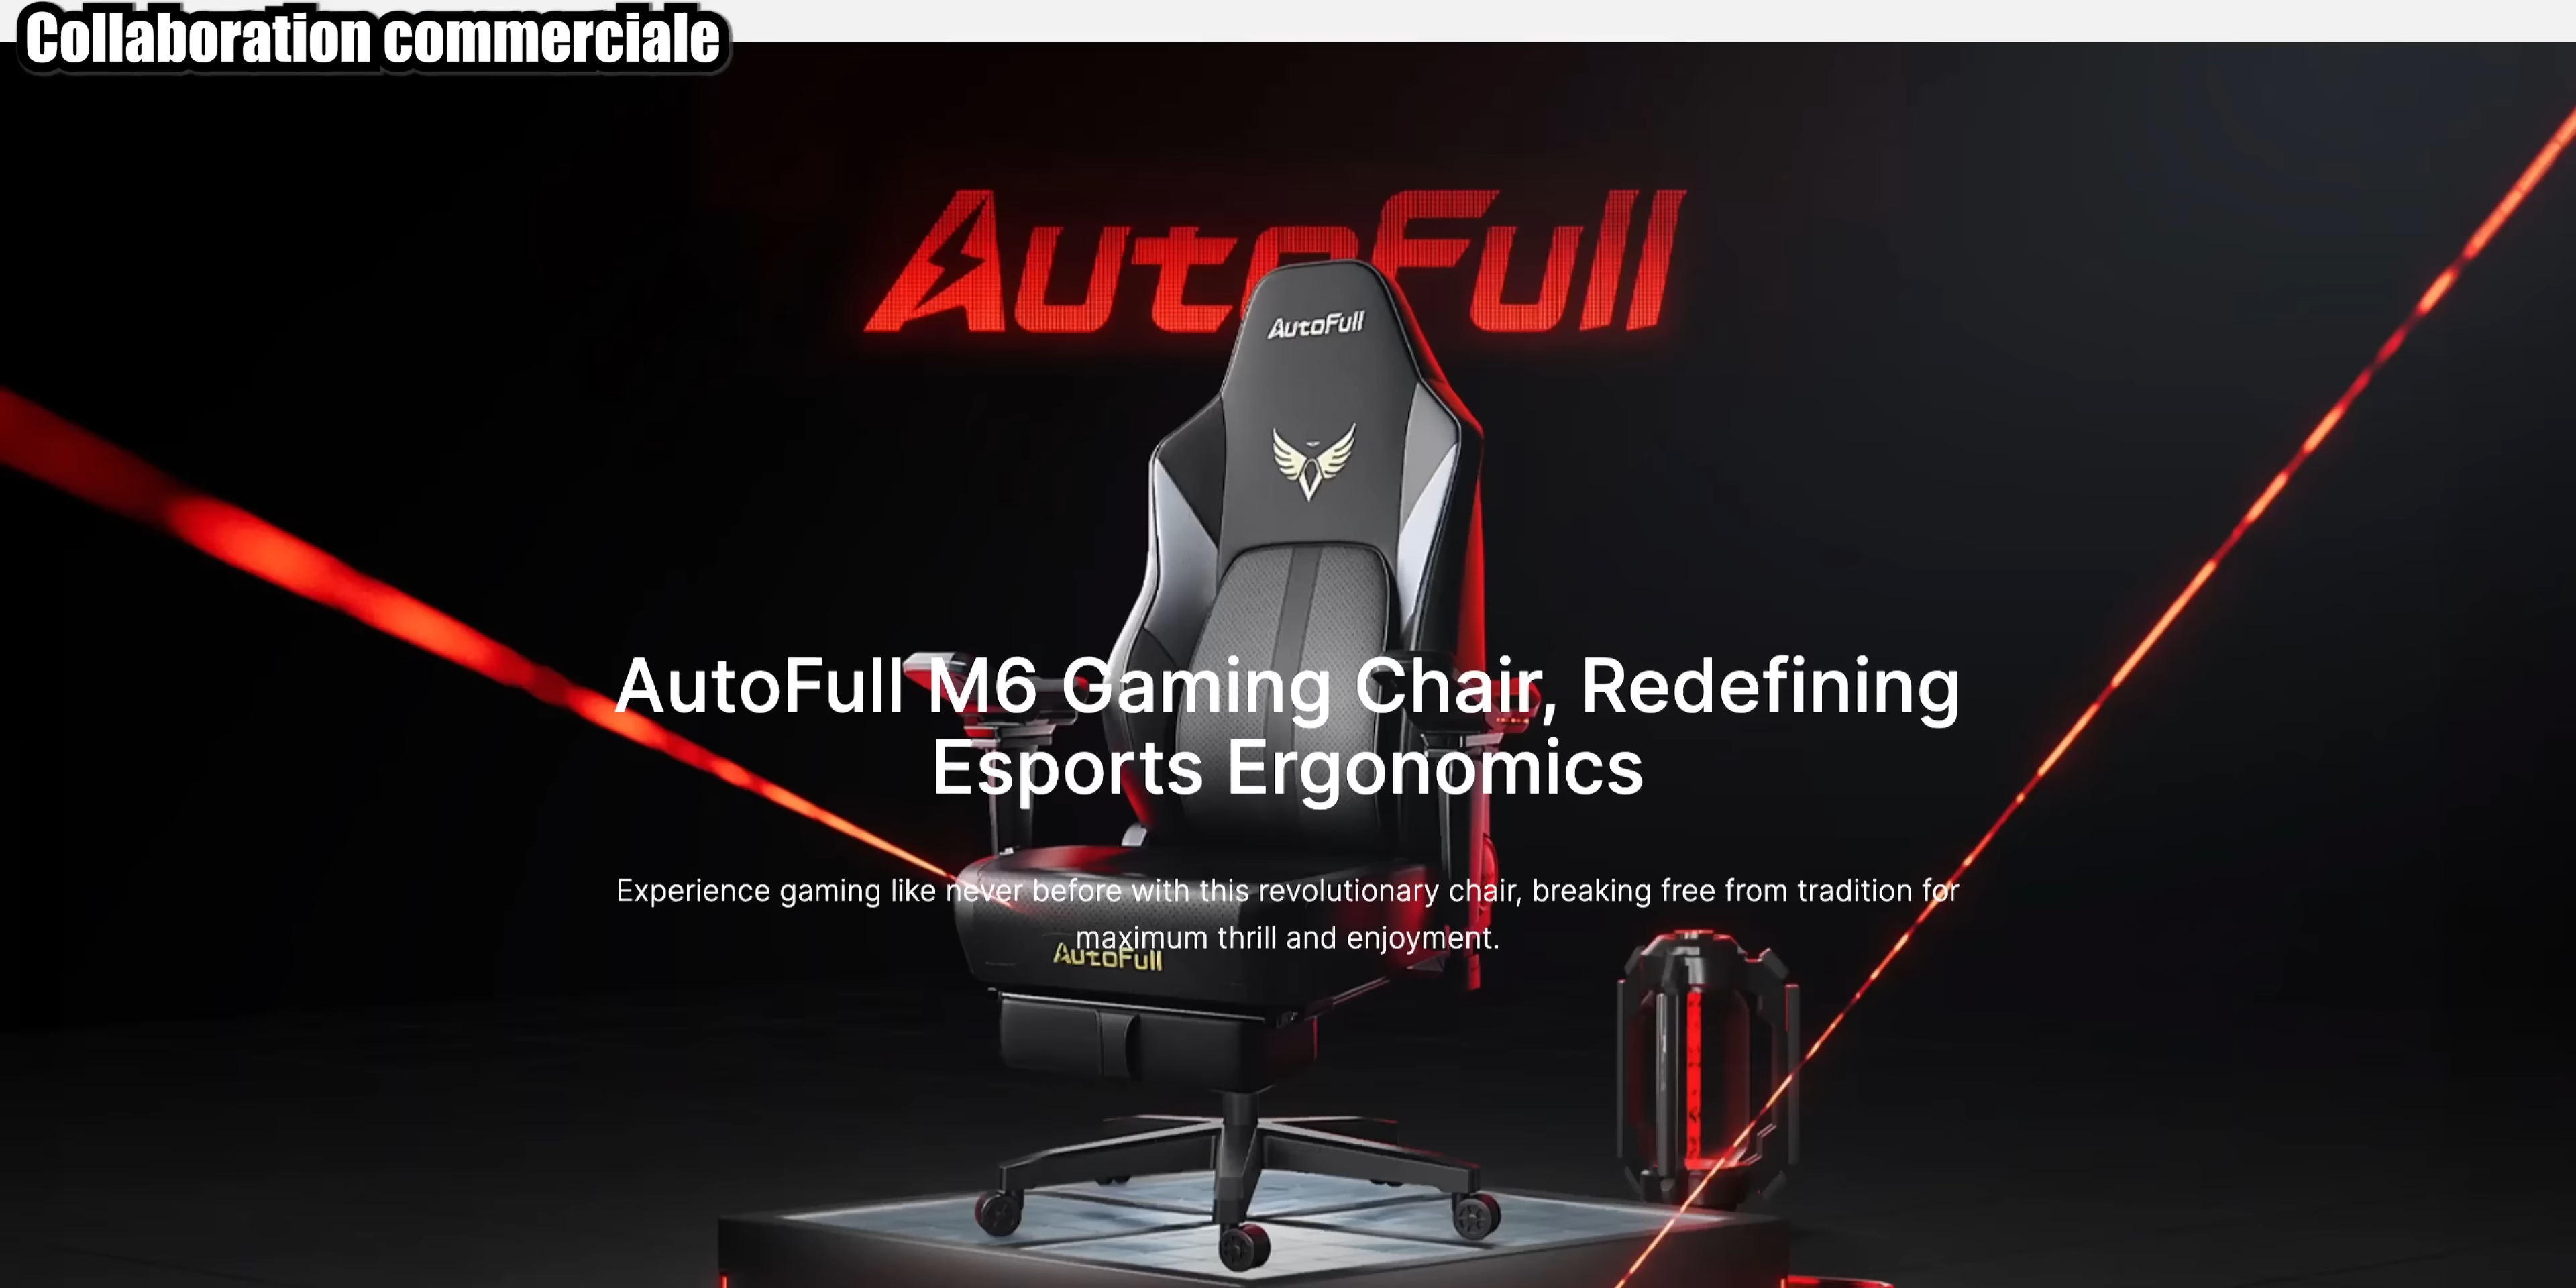 Collaboration commerciale
AutoFull
AutoFull
AutoFull M6 Gaming Chair, Redefining
Esports Ergonomics
Experience gaming like never before with this revolutionary chair, breaking free from tradition for
maximum thrill and enjoyment.
AutoFull